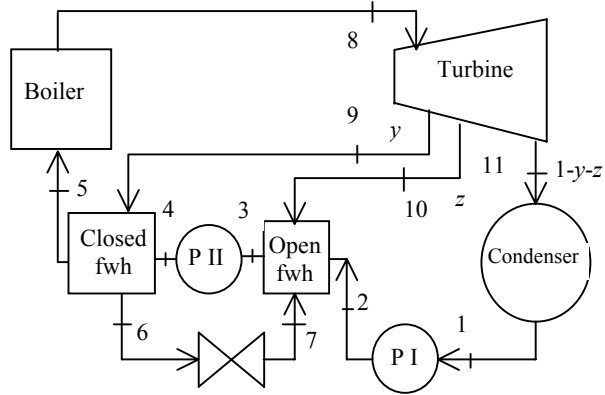 8
Turbine
Boiler
9
y
11
1-y-z
5
10
z
4
3
Closed
fwh
P II
Open
fwh
Condenser
2
6
7
1
P I